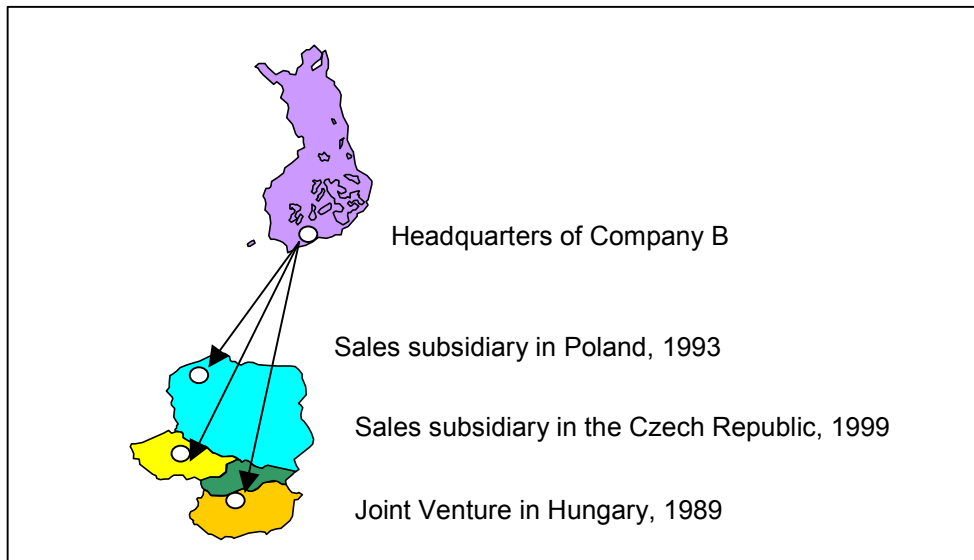 Headquarters of Company B
Sales subsidiary in Poland, 1993
Sales subsidiary in the Czech Republic, 1999
Joint Venture in Hungary, 1989